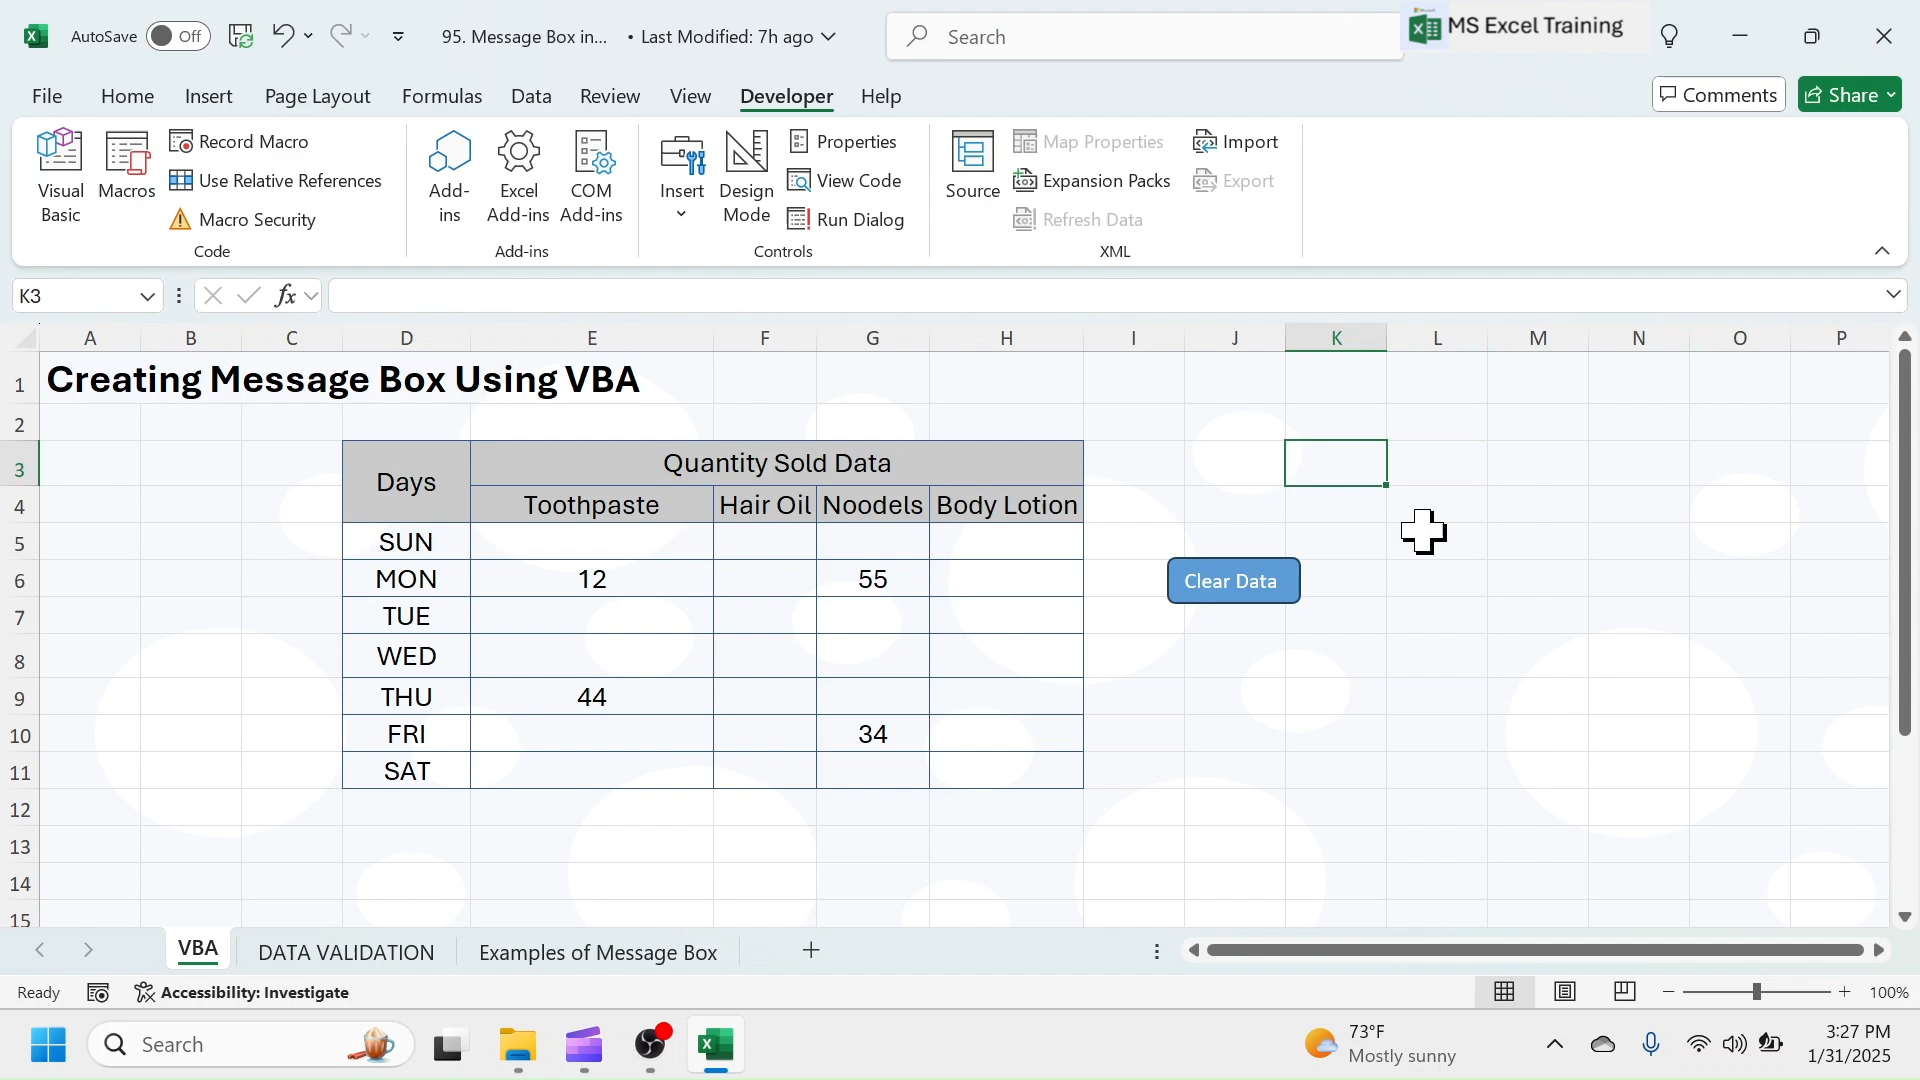 AutoSave Off 95. Message Box in... • Last Modified: 7h ago Search MS Excel Training
File Home Insert Page Layout Formulas Data Review View Developer Help Comments Share
Visual Basic
Macros
Record Macro
Use Relative References
Macro Security
Code
Add-ins
Excel Add-ins
COM Add-ins
Add-ins
Insert
Design Mode
Properties
View Code
Run Dialog
Controls
Source
Map Properties
Expansion Packs
Refresh Data
Import
Export
XML
K3 fx
A B C D E F G H I J K L M N O P
1 Creating Message Box Using VBA
2
3 Days Quantity Sold Data
4 Toothpaste Hair Oil Noodels Body Lotion
5 SUN
6 MON 12 55 Clear Data
7 TUE
8 WED
9 THU 44
10 FRI 34
11 SAT
12
13
14
15
VBA DATA VALIDATION Examples of Message Box
Ready Accessibility: Investigate 100%
Search
73°F
Mostly sunny
3:27 PM
1/31/2025